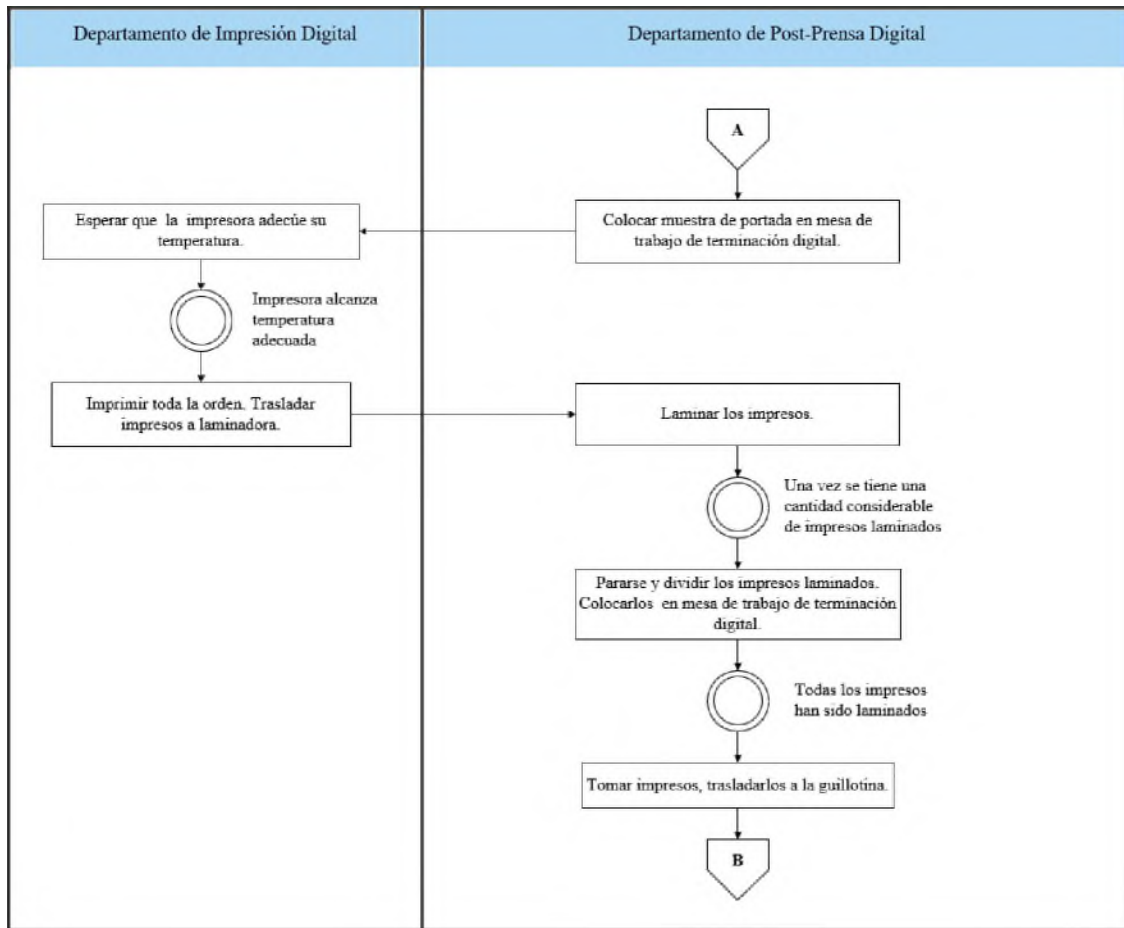 Departamento de Impresión Digital
Departamento de Post-Prensa Digital
A
Colocar muestra de portada en mesa de
trabajo de terminación digital.
Esperar que la impresora adecúe su
temperatura.
Impresora alcanza
temperatura
adecuada
Imprimir toda la orden. Trasladar
impresos a laminadora.
Laminar los impresos.
Una vez se tiene una
cantidad considerable
de impresos laminados
Pararse y dividir los impresos laminados.
Colocarlos en mesa de trabajo de terminación
digital.
Todas los impresos
han sido laminados
Tomar impresos, trasladarlos a la guillotina.
B